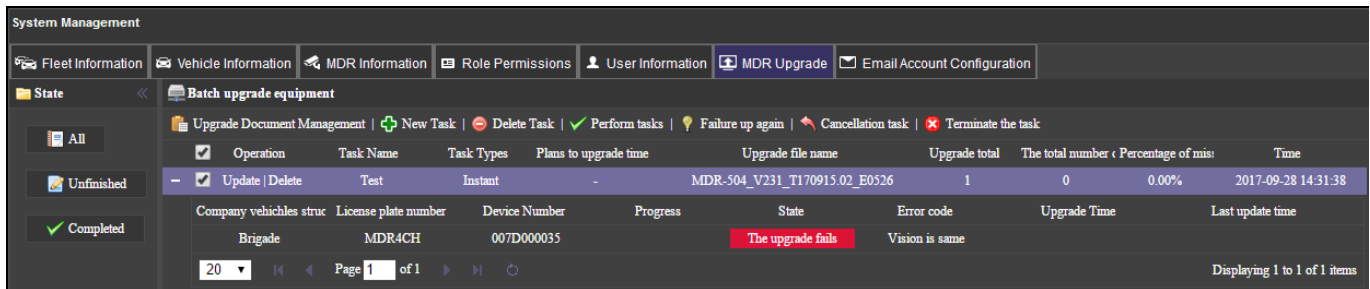 System Management
Fleet Information Vehicle Information MDR Information Role Permissions User Information MDR Upgrade Email Account Configuration
State Batch upgrade equipment
Upgrade Document Management | New Task | Delete Task | Perform tasks | Failure up again | Cancellation task | Terminate the task
All
Operation Task Name Task Types Plans to upgrade time Upgrade file name Upgrade total The total number c Percentage of miss Time
Unfinished
Update | Delete Test Instant - MDR-504_V231_T170915.02_E0526 1 0 0.00% 2017-09-28 14:31:38
Company vehichles struc License plate number Device Number Progress State Error code Upgrade Time Last update time
Completed
Brigade MDR4CH 007D000035 The upgrade fails Vision is same
20 Page 1 of 1 Displaying 1 to 1 of 1 items